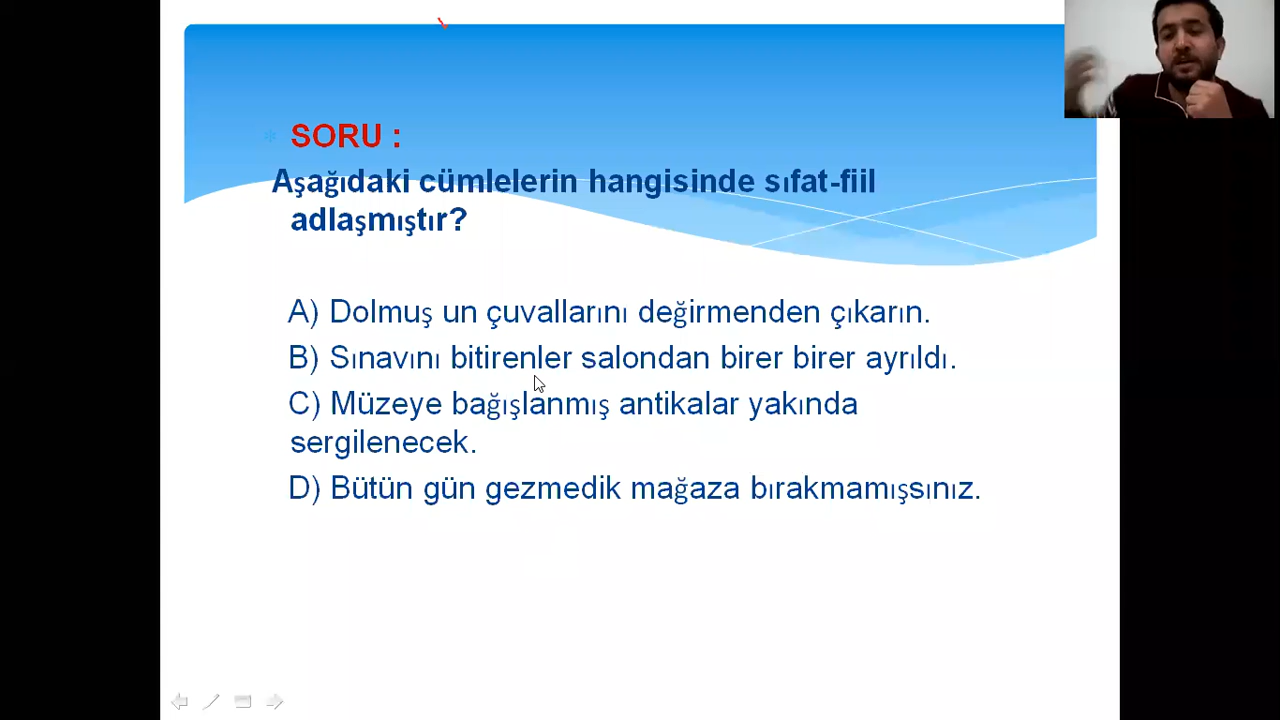 SORU :
Aşağıdaki cümlelerin hangisinde sıfat-fiil
adlaşmıştır?
A) Dolmuş un çuvallarını değirmenden çıkarın.
B) Sınavını bitirenler salondan birer birer ayrıldı.
C) Müzeye bağışlanmış antikalar yakında
sergilenecek.
D) Bütün gün gezmedik mağaza bırakmamışsınız.